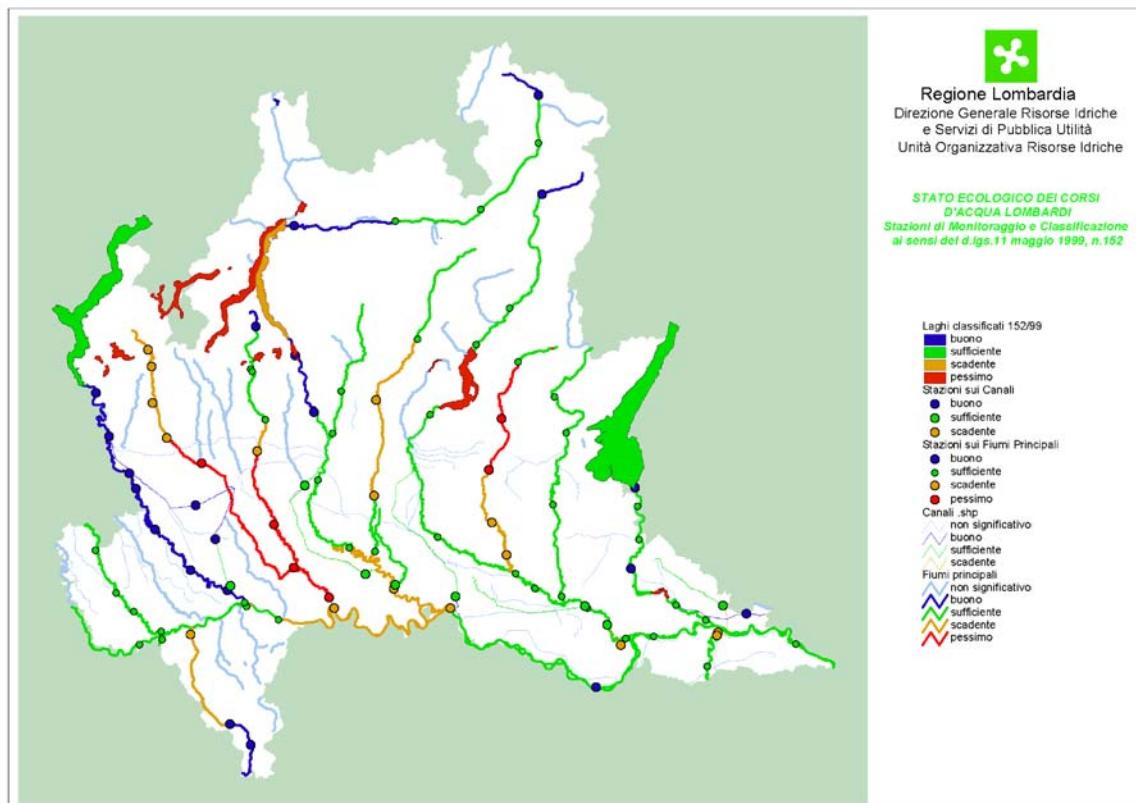 Regione Lombardia
Direzione Generale Risorse Idriche
e Servizi di Pubblica Utilità
Unità Organizzativa Risorse Idriche
STATO ECOLOGICO DEI CORSI
D'ACQUA LOMBARDI
Stazioni di Monitoraggio e Classificazione
ai sensi del d.lgs.11 maggio 1999, n.152
Laghi classificati 152/99
buono
sufficiente
scadente
pessimo
Stazioni sui Canali
buono
sufficiente
scadente
Stazioni sui Fiumi Principali
buono
sufficiente
scadente
pessimo
Canali .shp
non significativo
buono
sufficiente
scadente
Fiumi principali
non significativo
buono
sufficiente
scadente
pessimo